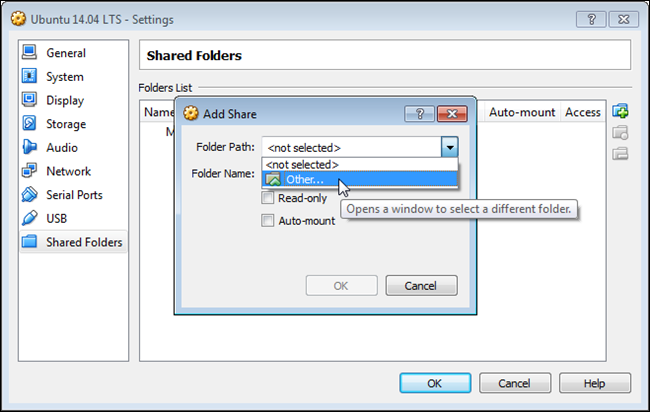 Ubuntu 14.04 LTS - Settings
General
System
Display
Storage
Audio
Network
Serial Ports
USB
Shared Folders
Shared Folders
Folders List
Name
Auto-mount Access
M
Add Share
Folder Path: <not selected>
<not selected>
Other...
Folder Name:
Read-only
Opens a window to select a different folder.
Auto-mount
OK Cancel
OK Cancel Help